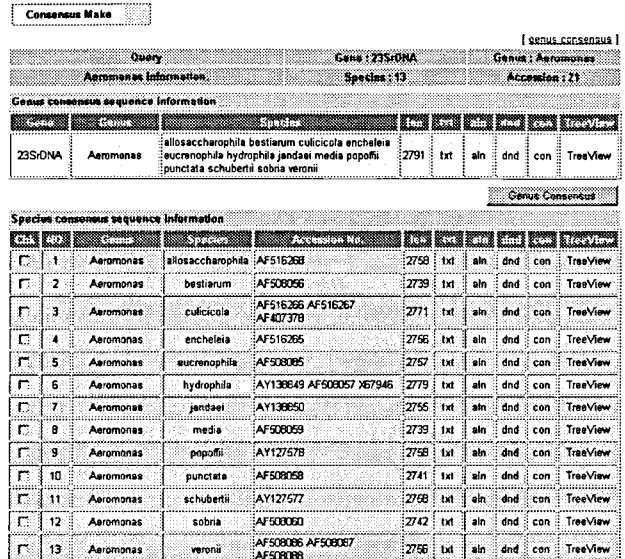 Consensus Make
[ genus consensus ]
Query Gene : 23SrDNA Genus : Aeromonas
Aeromonas Information Species : 13 Accession : 21
Genus consensus sequence information
Gene Genus Species len txt aln dnd con TreeView
23SrDNA Aeromonas allosaccharophila bestiarum culicicola encheleia
eucrenophila hydrophila jandaei media popoffii
punctata schubertii sobria veronii 2791 txt aln dnd con TreeView
Genus Consensus
Species consensus sequence information
Chk NO Genus Species Accession No. len txt aln dnd con TreeView
1 Aeromonas allosaccharophila AF516268 2758 txt aln dnd con TreeView
2 Aeromonas bestiarum AF508056 2739 txt aln dnd con TreeView
3 Aeromonas culicicola AF516266 AF516267
AF407378 2771 txt aln dnd con TreeView
4 Aeromonas encheleia AF516265 2756 txt aln dnd con TreeView
5 Aeromonas eucrenophila AF508085 2757 txt aln dnd con TreeView
6 Aeromonas hydrophila AY138849 AF508057 X67946 2779 txt aln dnd con TreeView
7 Aeromonas jandaei AY138850 2755 txt aln dnd con TreeView
8 Aeromonas media AF508059 2739 txt aln dnd con TreeView
9 Aeromonas popoffii AY127578 2758 txt aln dnd con TreeView
10 Aeromonas punctata AF508058 2741 txt aln dnd con TreeView
11 Aeromonas schubertii AY127577 2768 txt aln dnd con TreeView
12 Aeromonas sobria AF508060 2742 txt aln dnd con TreeView
13 Aeromonas veronii AF508086 AF508087
AF508088 2756 txt aln dnd con TreeView